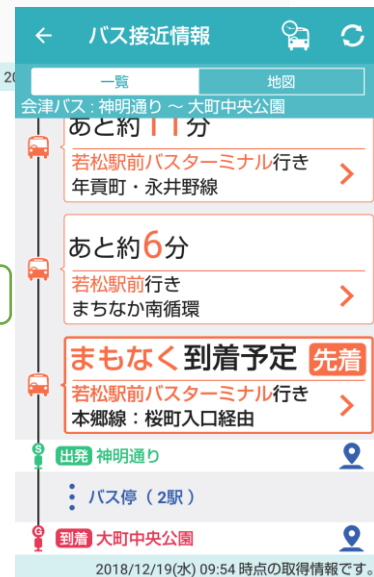 バス接近情報
一覧
地図
20
会津バス : 神明通り ～ 大町中央公園
あと約11分
若松駅前バスターミナル行き
年貢町・永井野線
あと約6分
若松駅前行き
まちなか南循環
まもなく到着予定 先着
若松駅前バスターミナル行き
本郷線：桜町入口経由
S
出発 神明通り
バス停（ 2駅 ）
G
到着 大町中央公園
2018/12/19(水) 09:54 時点の取得情報です。